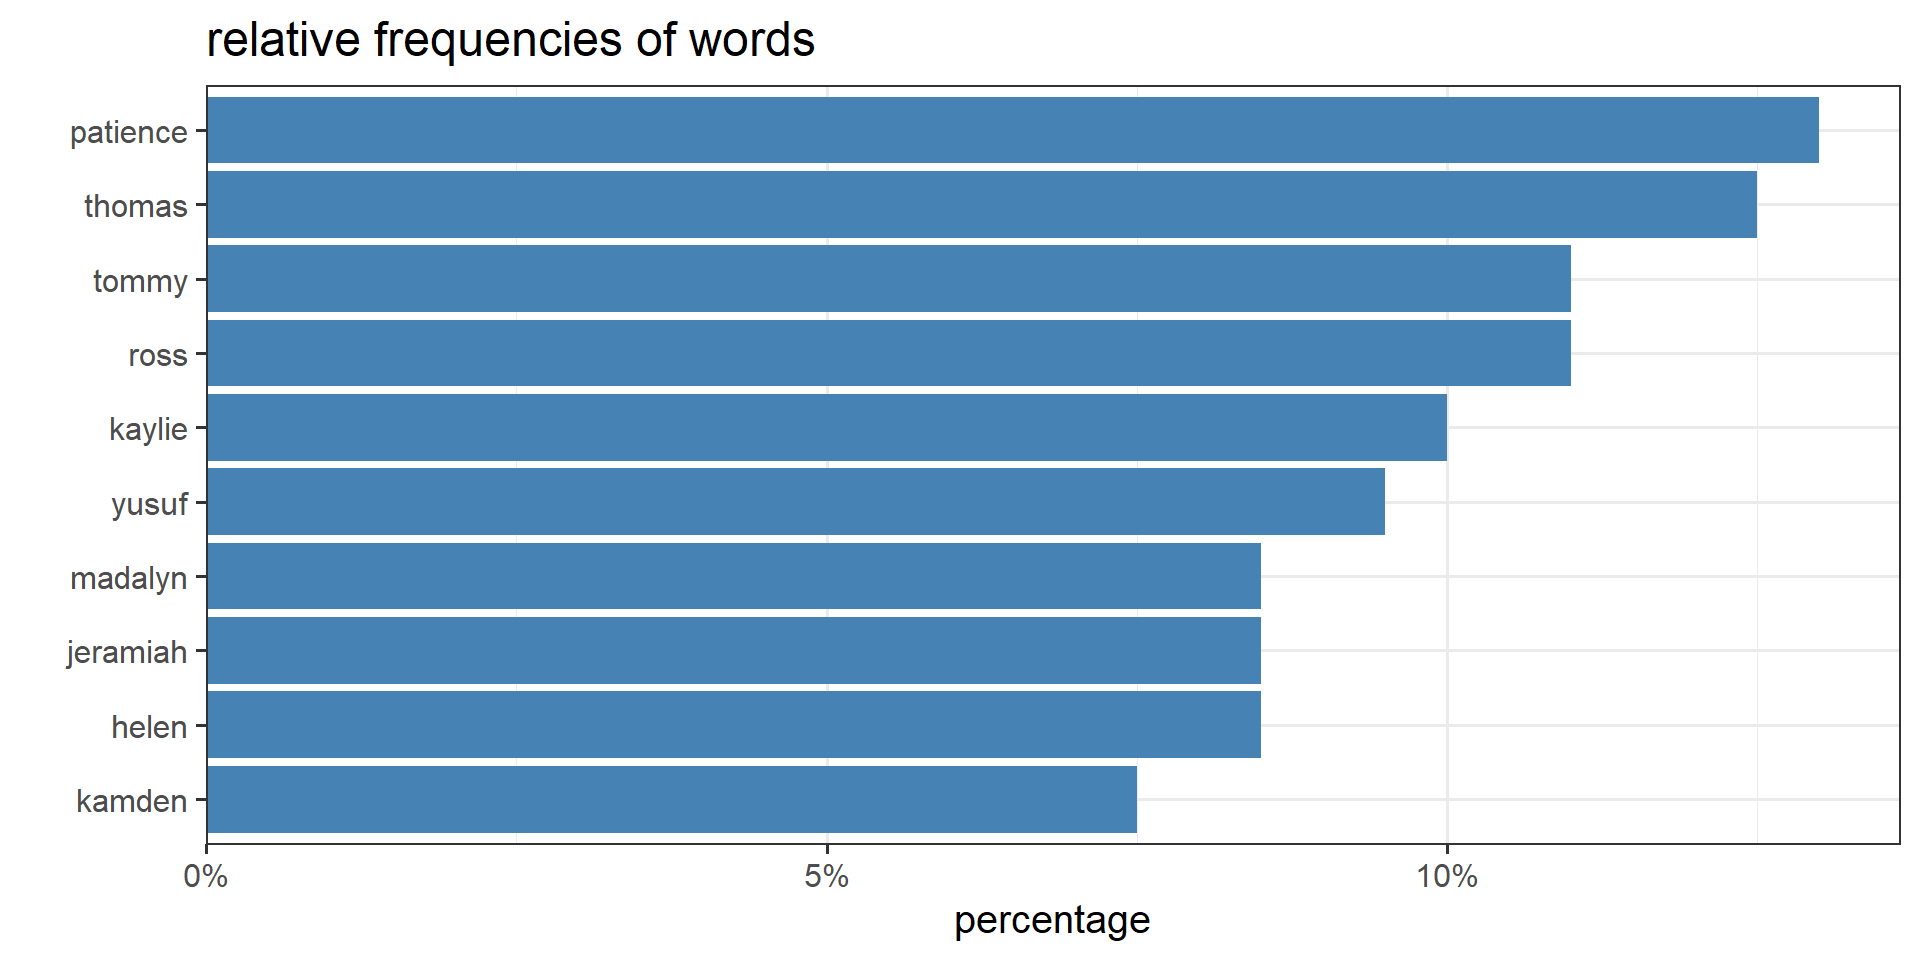 relative frequencies of words
patience
thomas
tommy
ross
kaylie
yusuf
madalyn
jeramiah
helen
kamden
0% 5% 10%
percentage